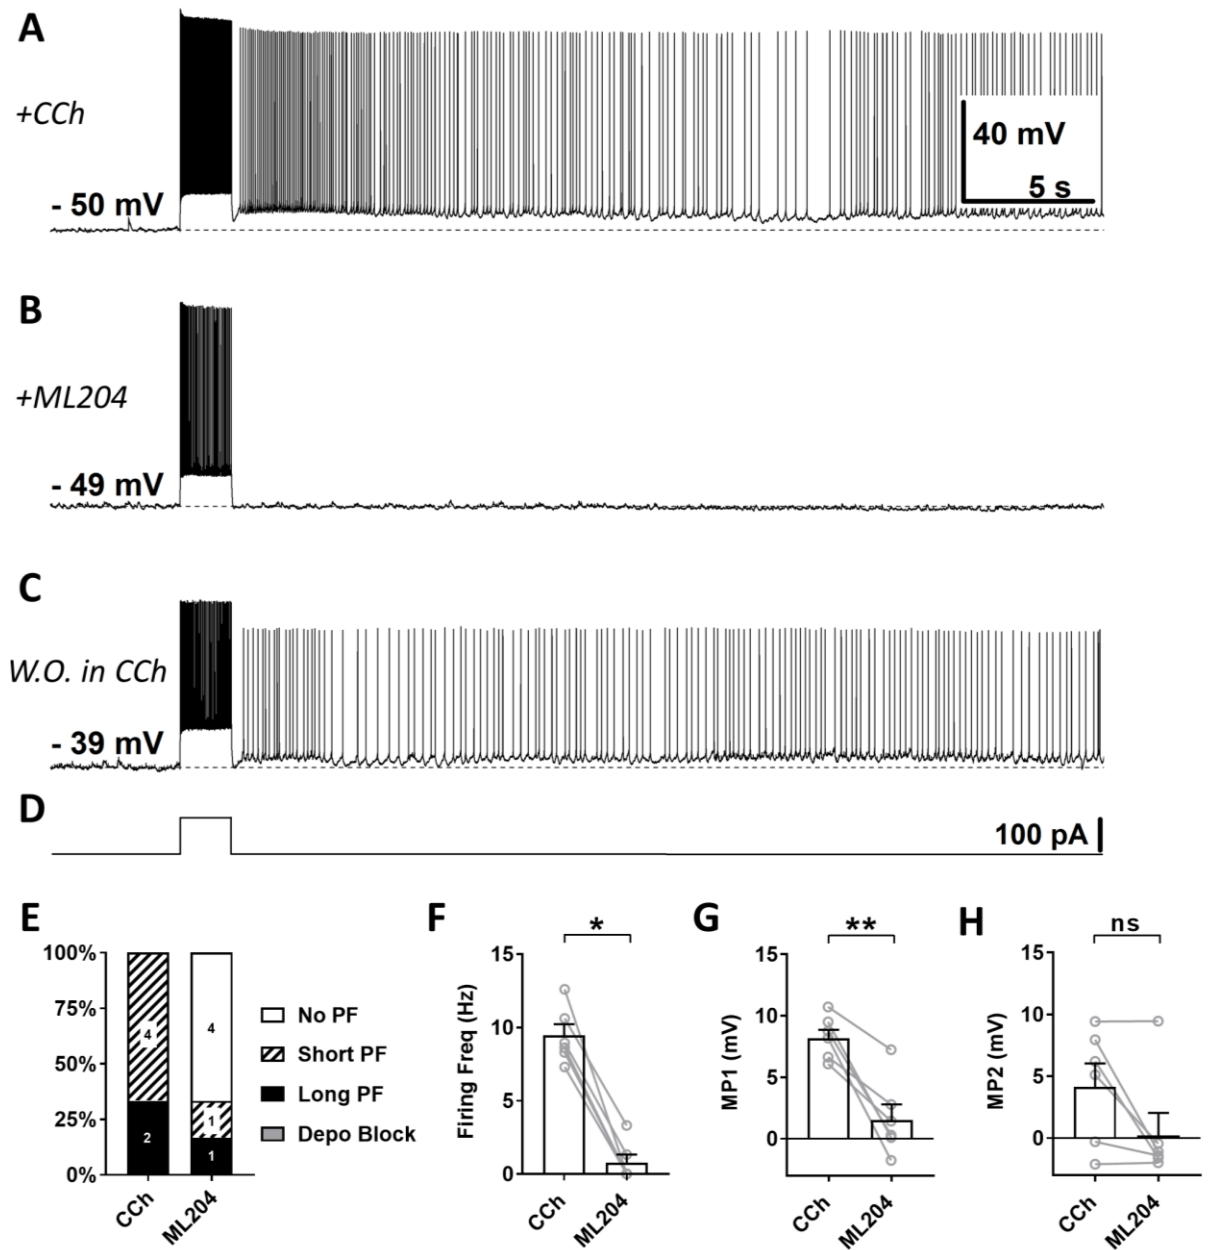 A
+CCh
- 50 mV
40 mV
5 s
B
+ML204
- 49 mV
C
W.O. in CCh
- 39 mV
D
100 pA
E
100%
75%
50%
25%
0%
4
2
4
1
1
CCh
ML204
No PF
Short PF
Long PF
Depo Block
F
*
Firing Freq (Hz)
15
10
5
0
CCh
ML204
G
**
MP1 (mV)
15
10
5
0
CCh
ML204
H
ns
MP2 (mV)
15
10
5
0
CCh
ML204